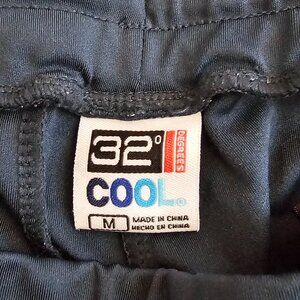 32° DEGREES
COOL®
M MADE IN CHINA
HECHO EN CHINA